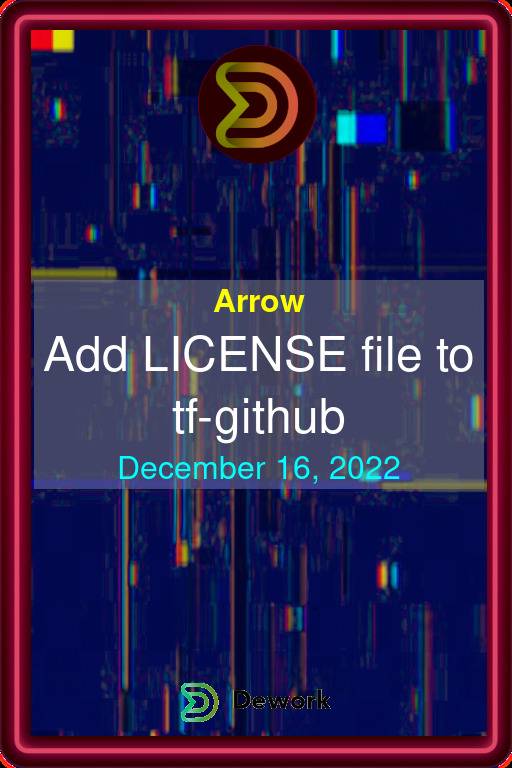 Arrow
Add LICENSE file to
tf-github
December 16, 2022
Dework